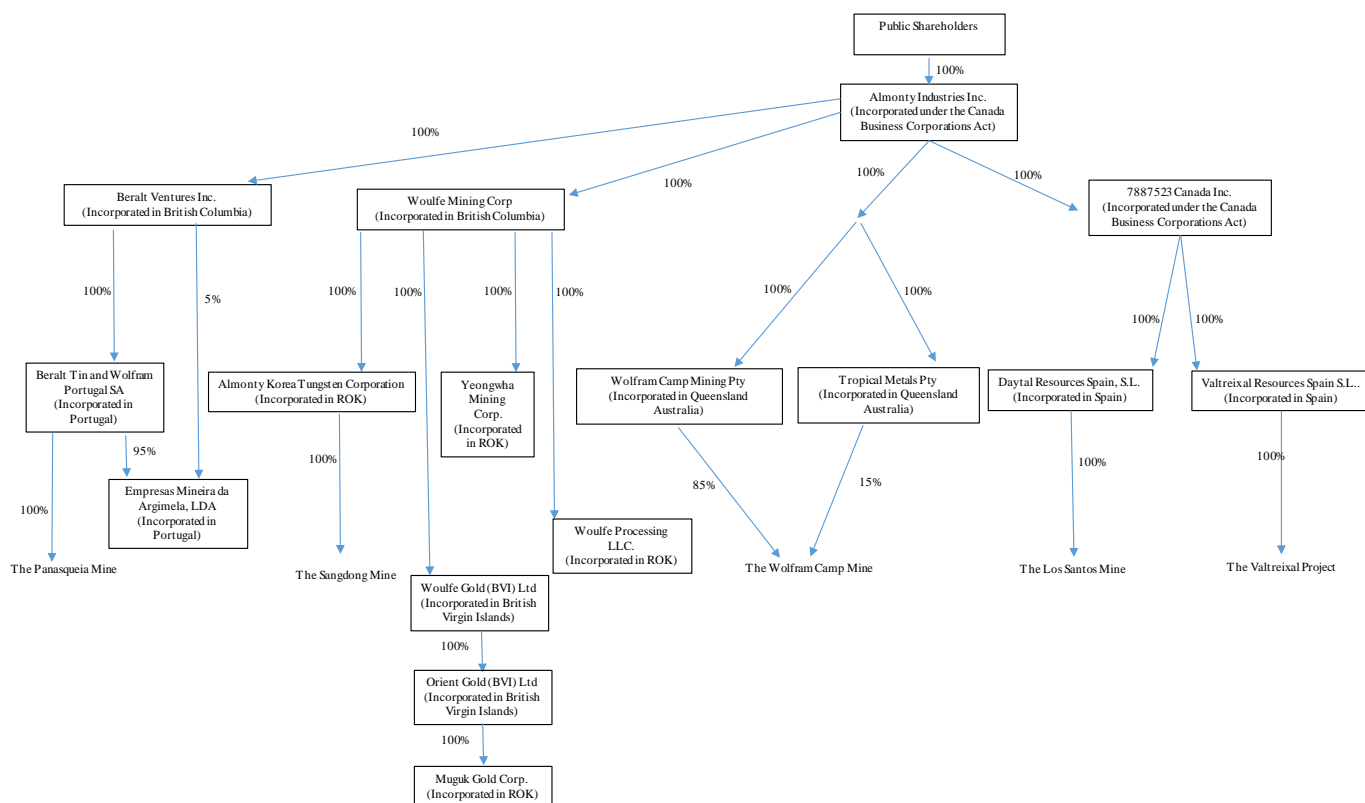 Public Shareholders
100%
Almonty Industries Inc.
(Incorporated under the Canada
Business Corporations Act)
100%
100%
100%
100%
Beralt Ventures Inc.
(Incorporated in British Columbia)
Woulfe Mining Corp
(Incorporated in British Columbia)
7887523 Canada Inc.
(Incorporated under the Canada
Business Corporations Act)
100%
5%
100%
100%
100%
100%
100%
100%
100%
100%
Beralt Tin and Wolfram
Portugal SA
(Incorporated in
Portugal)
Almonty Korea Tungsten Corporation
(Incorporated in ROK)
Yeongwha
Mining
Corp.
(Incorporated
in ROK)
Wolfram Camp Mining Pty
(Incorporated in Queensland
Australia)
Tropical Metals Pty
(Incorporated in Queensland
Australia)
Daytal Resources Spain, S.L.
(Incorporated in Spain)
Valtreixal Resources Spain S.L..
(Incorporated in Spain)
100%
95%
100%
85%
15%
100%
100%
Empresas Mineira da
Argimela, LDA
(Incorporated in
Portugal)
Woulfe Processing
LLC.
(Incorporated in ROK)
The Panasqueia Mine
The Sangdong Mine
The Wolfram Camp Mine
The Los Santos Mine
The Valtreixal Project
Woulfe Gold (BVI) Ltd
(Incorporated in British
Virgin Islands)
100%
Orient Gold (BVI) Ltd
(Incorporated in British
Virgin Islands)
100%
Muguk Gold Corp.
(Incorporated in ROK)